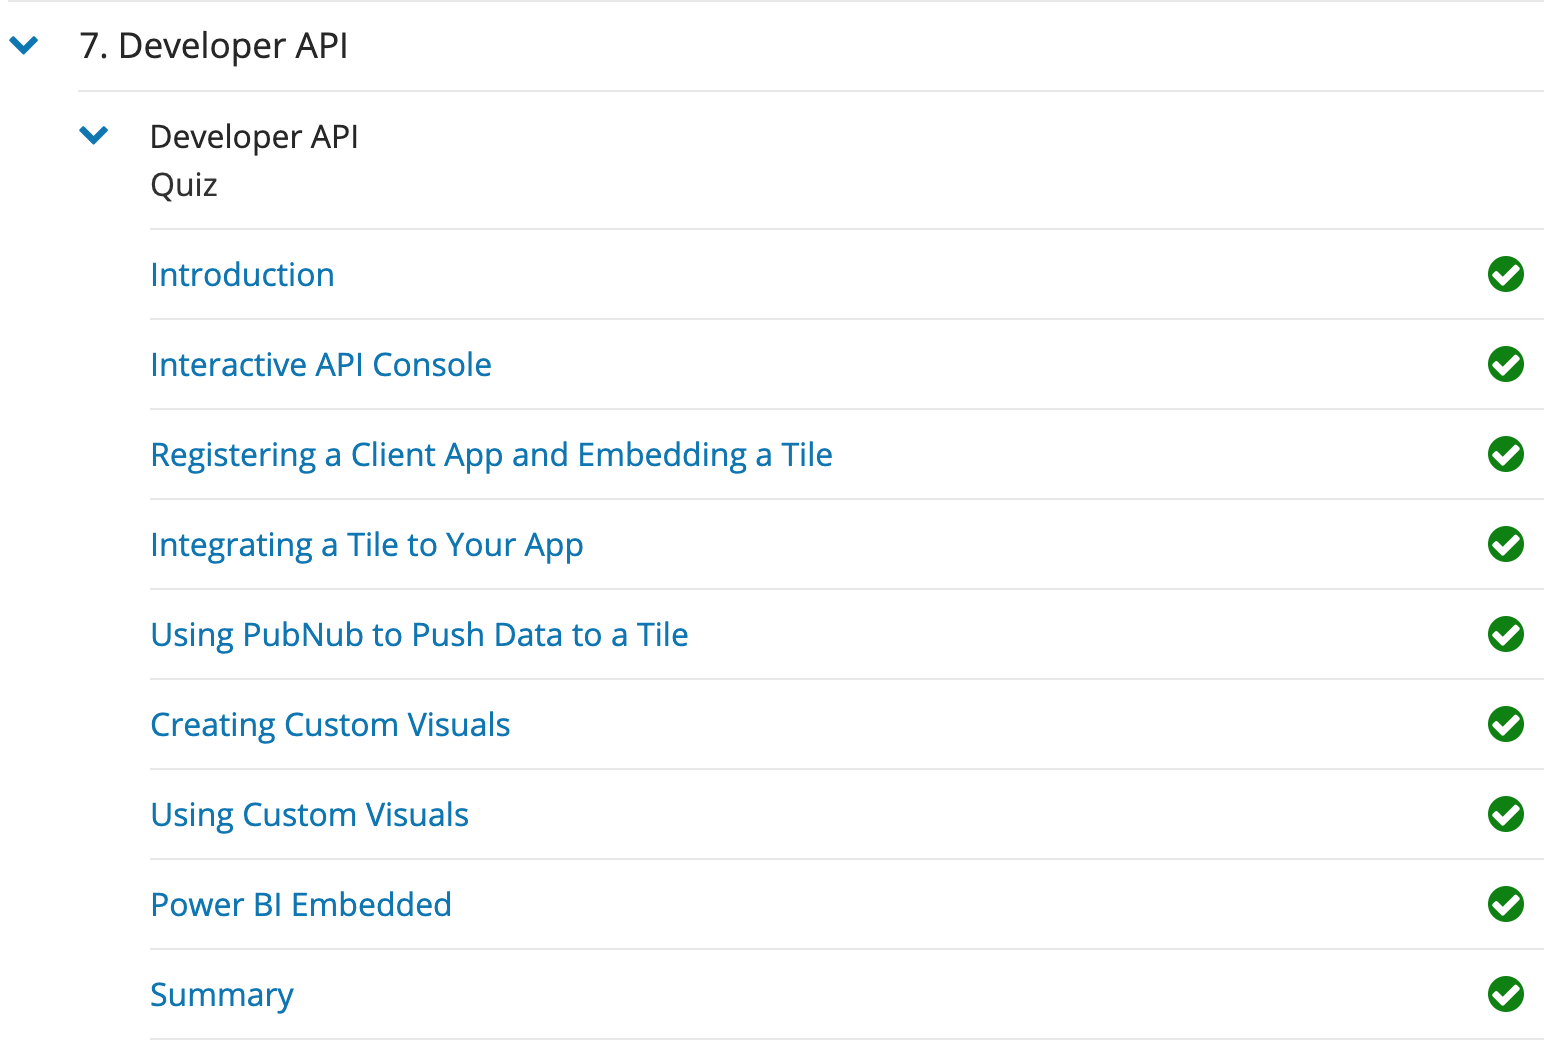 7. Developer API
Developer API
Quiz
Introduction
Interactive API Console
Registering a Client App and Embedding a Tile
Integrating a Tile to Your App
Using PubNub to Push Data to a Tile
Creating Custom Visuals
Using Custom Visuals
Power BI Embedded
Summary